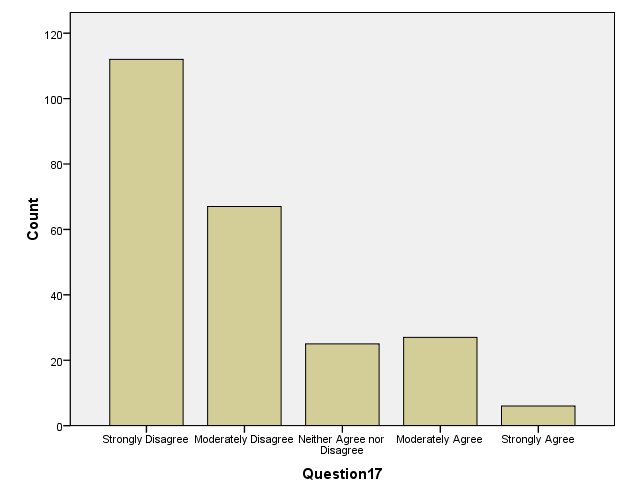 120
100
80
60
40
20
0
Count
Strongly Disagree
Moderately Disagree
Neither Agree nor
Disagree
Moderately Agree
Strongly Agree
Question17